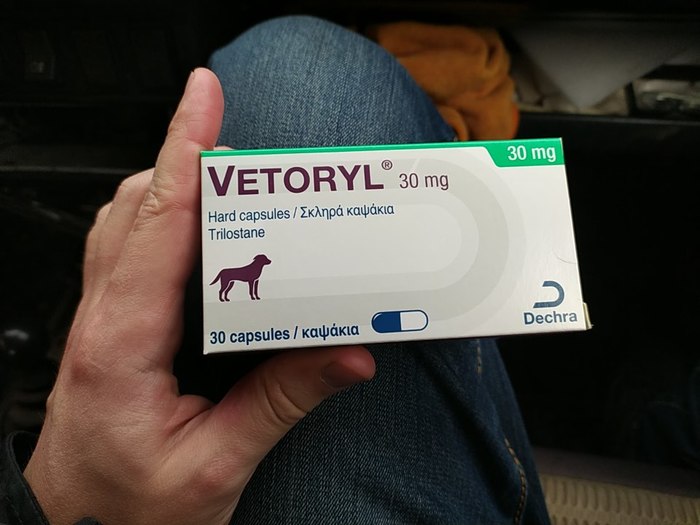 30 mg
VETORYL® 30 mg
Hard capsules / Σκληρά καψάκια
Trilostane
30 capsules / καψάκια
Dechra